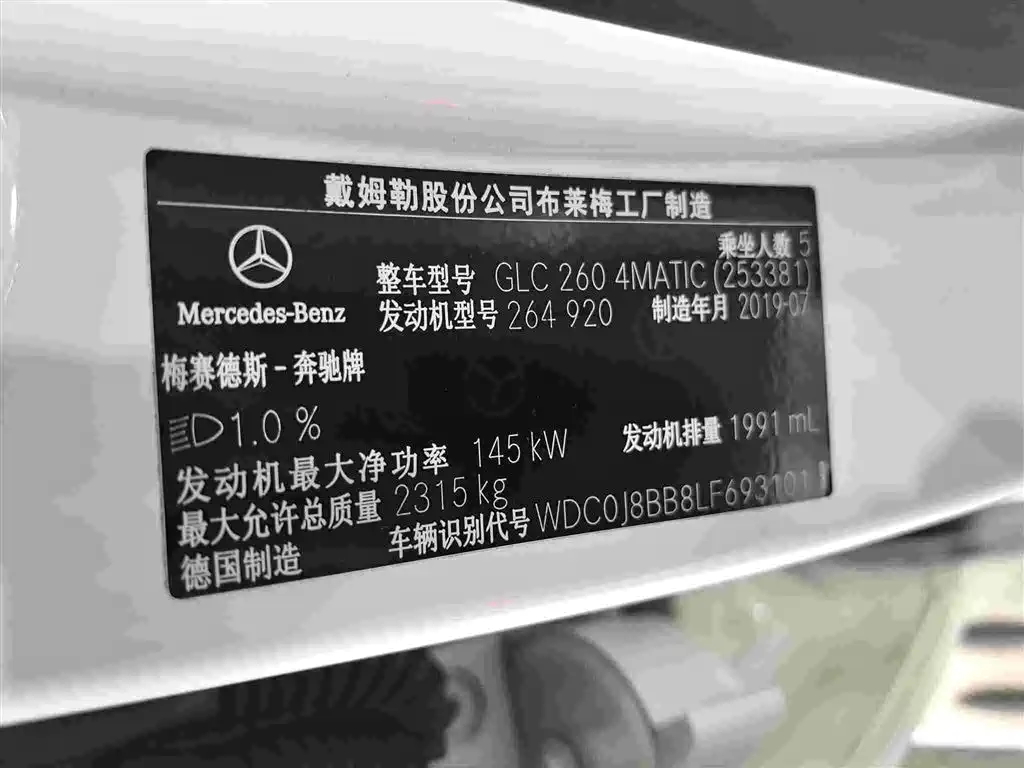 戴姆勒股份公司布莱梅工厂制造
乘坐人数 5
整车型号 GLC 260 4MATIC (253381)
Mercedes-Benz
发动机型号 264 920 制造年月 2019-07
梅赛德斯-奔驰牌
1.0 %
发动机最大净功率 145 kW 发动机排量 1991 mL
最大允许总质量 2315 kg
车辆识别代号
德国制造